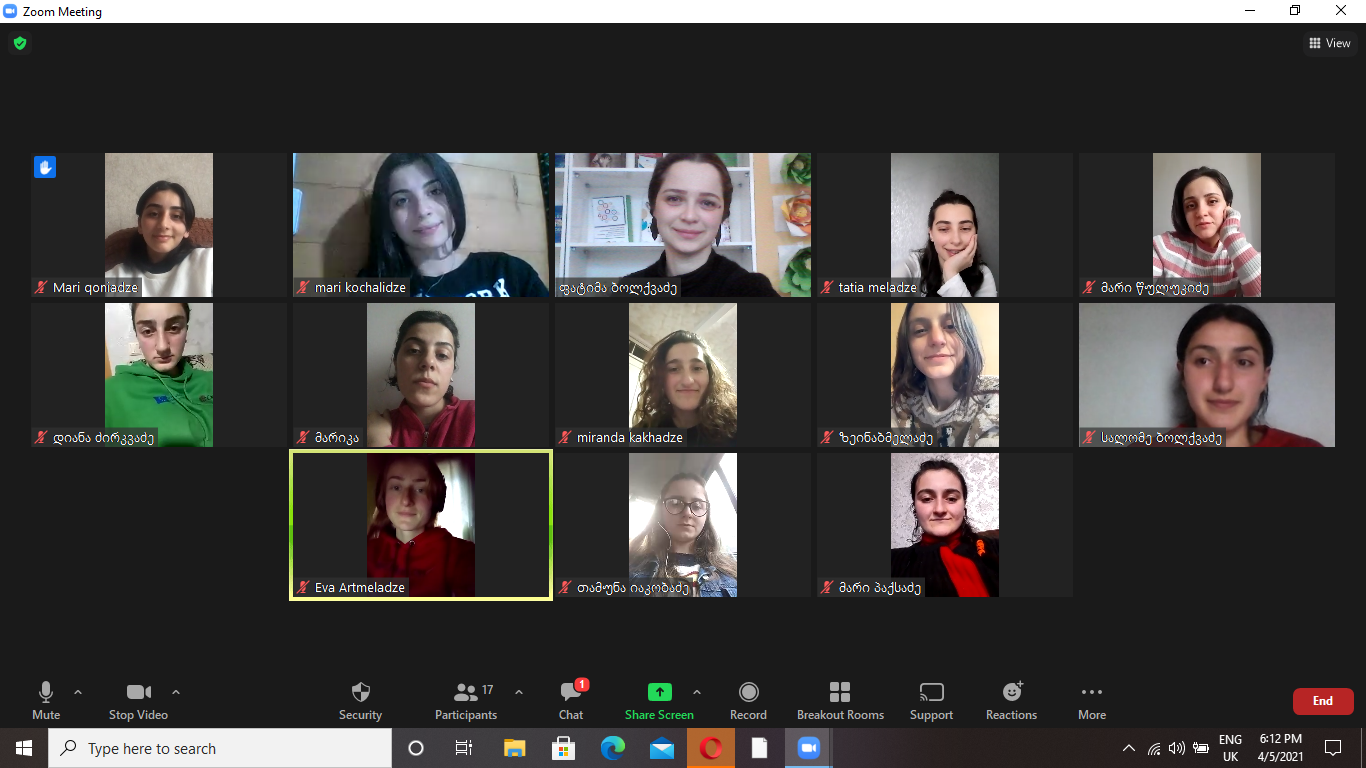 Zoom Meeting
View
Mari qoniadze
mari kochalidze
ფატიმა ბოლქვაძე
tatia meladze
მარი წულუკიძე
დიანა ძირკვაძე
მარიკა
miranda kakhadze
ზეინაბმელაძე
სალომე ბოლქვაძე
Eva Artmeladze
თამუნა იაკობაძე
მარი პაქსაძე
Mute
Stop Video
Security
Participants
17
Chat
1
Share Screen
Record
Breakout Rooms
Support
Reactions
More
End
Type here to search
ENG
UK
6:12 PM
4/5/2021